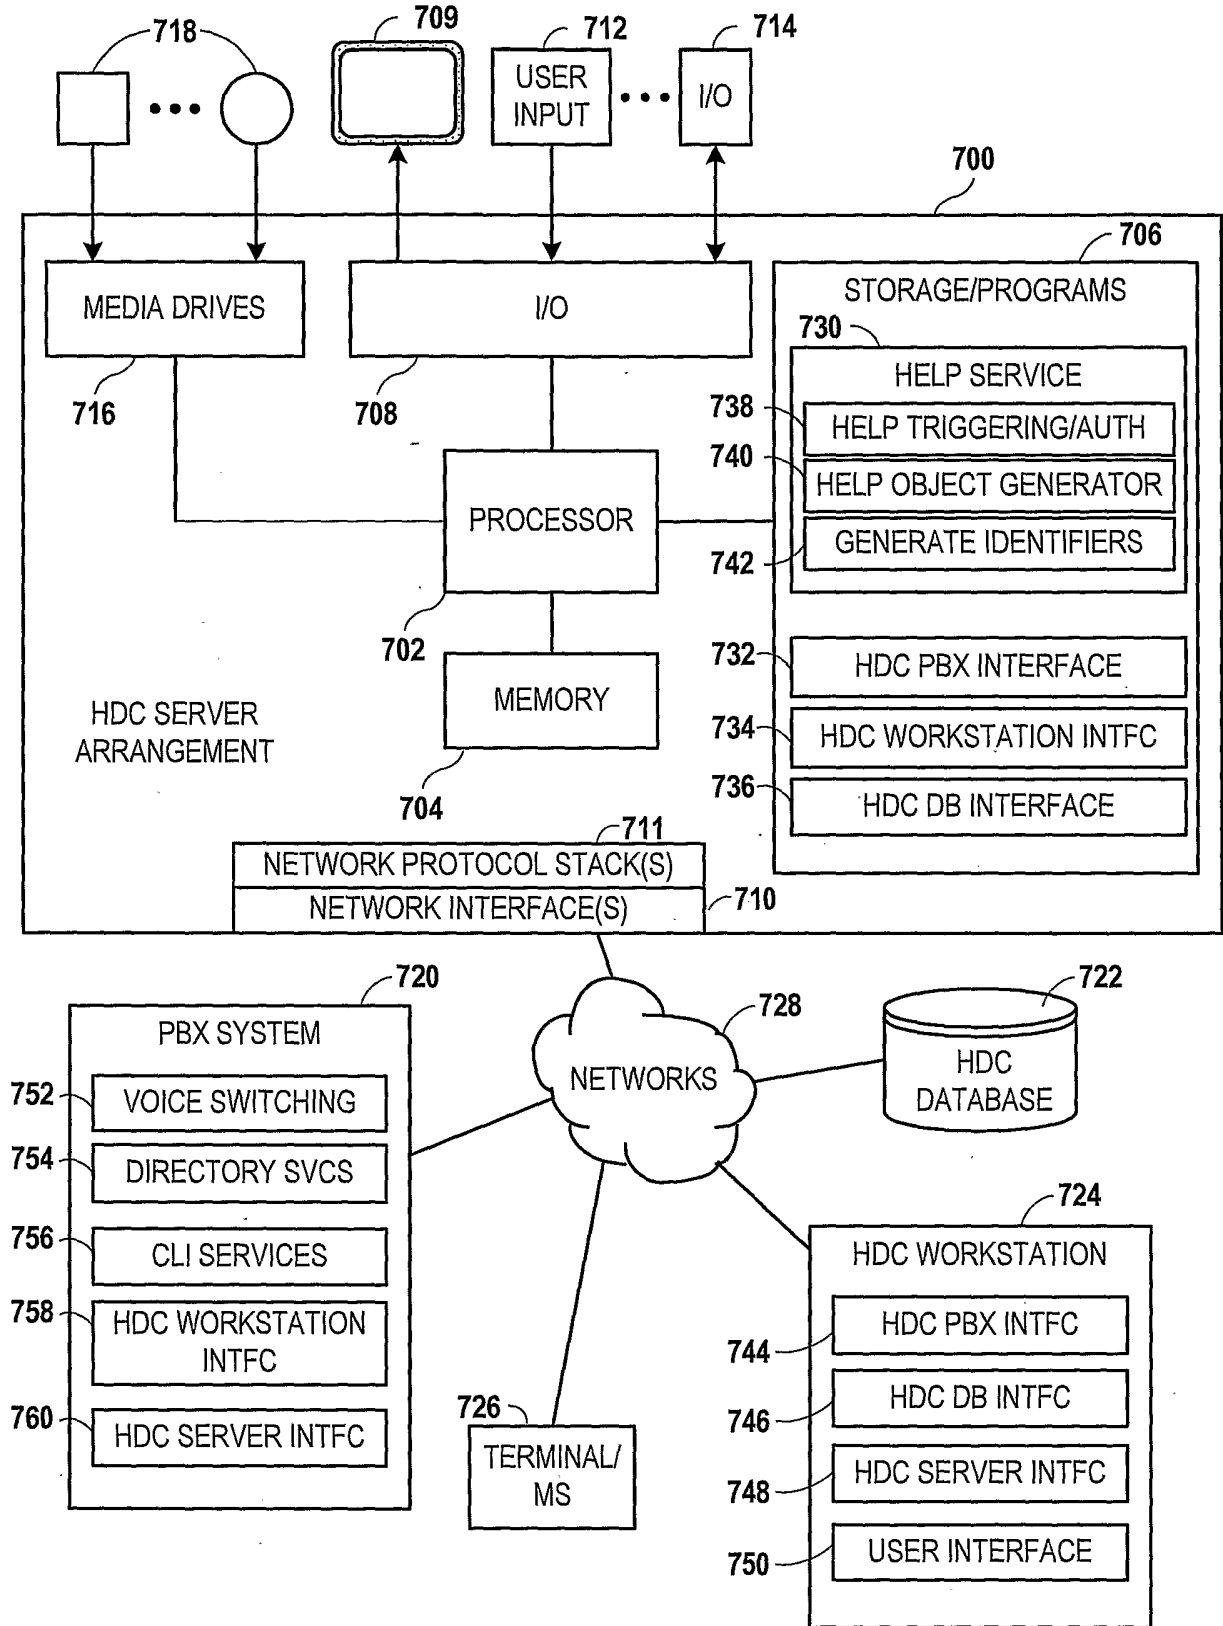 718
709
712
714
USER
INPUT
I/O
700
706
MEDIA DRIVES
I/O
STORAGE/PROGRAMS
716
708
730
HELP SERVICE
738
HELP TRIGGERING/AUTH
740
HELP OBJECT GENERATOR
742
GENERATE IDENTIFIERS
PROCESSOR
702
MEMORY
704
732
HDC PBX INTERFACE
734
HDC WORKSTATION INTFC
736
HDC DB INTERFACE
HDC SERVER
ARRANGEMENT
711
NETWORK PROTOCOL STACK(S)
NETWORK INTERFACE(S)
710
720
PBX SYSTEM
752
VOICE SWITCHING
754
DIRECTORY SVCS
756
CLI SERVICES
758
HDC WORKSTATION
INTFC
760
HDC SERVER INTFC
728
NETWORKS
722
HDC
DATABASE
726
TERMINAL/
MS
724
HDC WORKSTATION
HDC PBX INTFC
744
HDC DB INTFC
746
HDC SERVER INTFC
748
USER INTERFACE
750